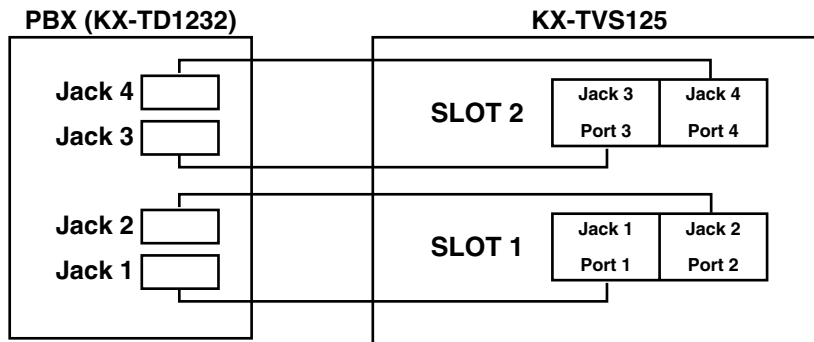 PBX (KX-TD1232)
KX-TVS125
Jack 4
Jack 3
SLOT 2
Jack 3
Jack 4
Port 3
Port 4
Jack 2
Jack 1
SLOT 1
Jack 1
Jack 2
Port 1
Port 2